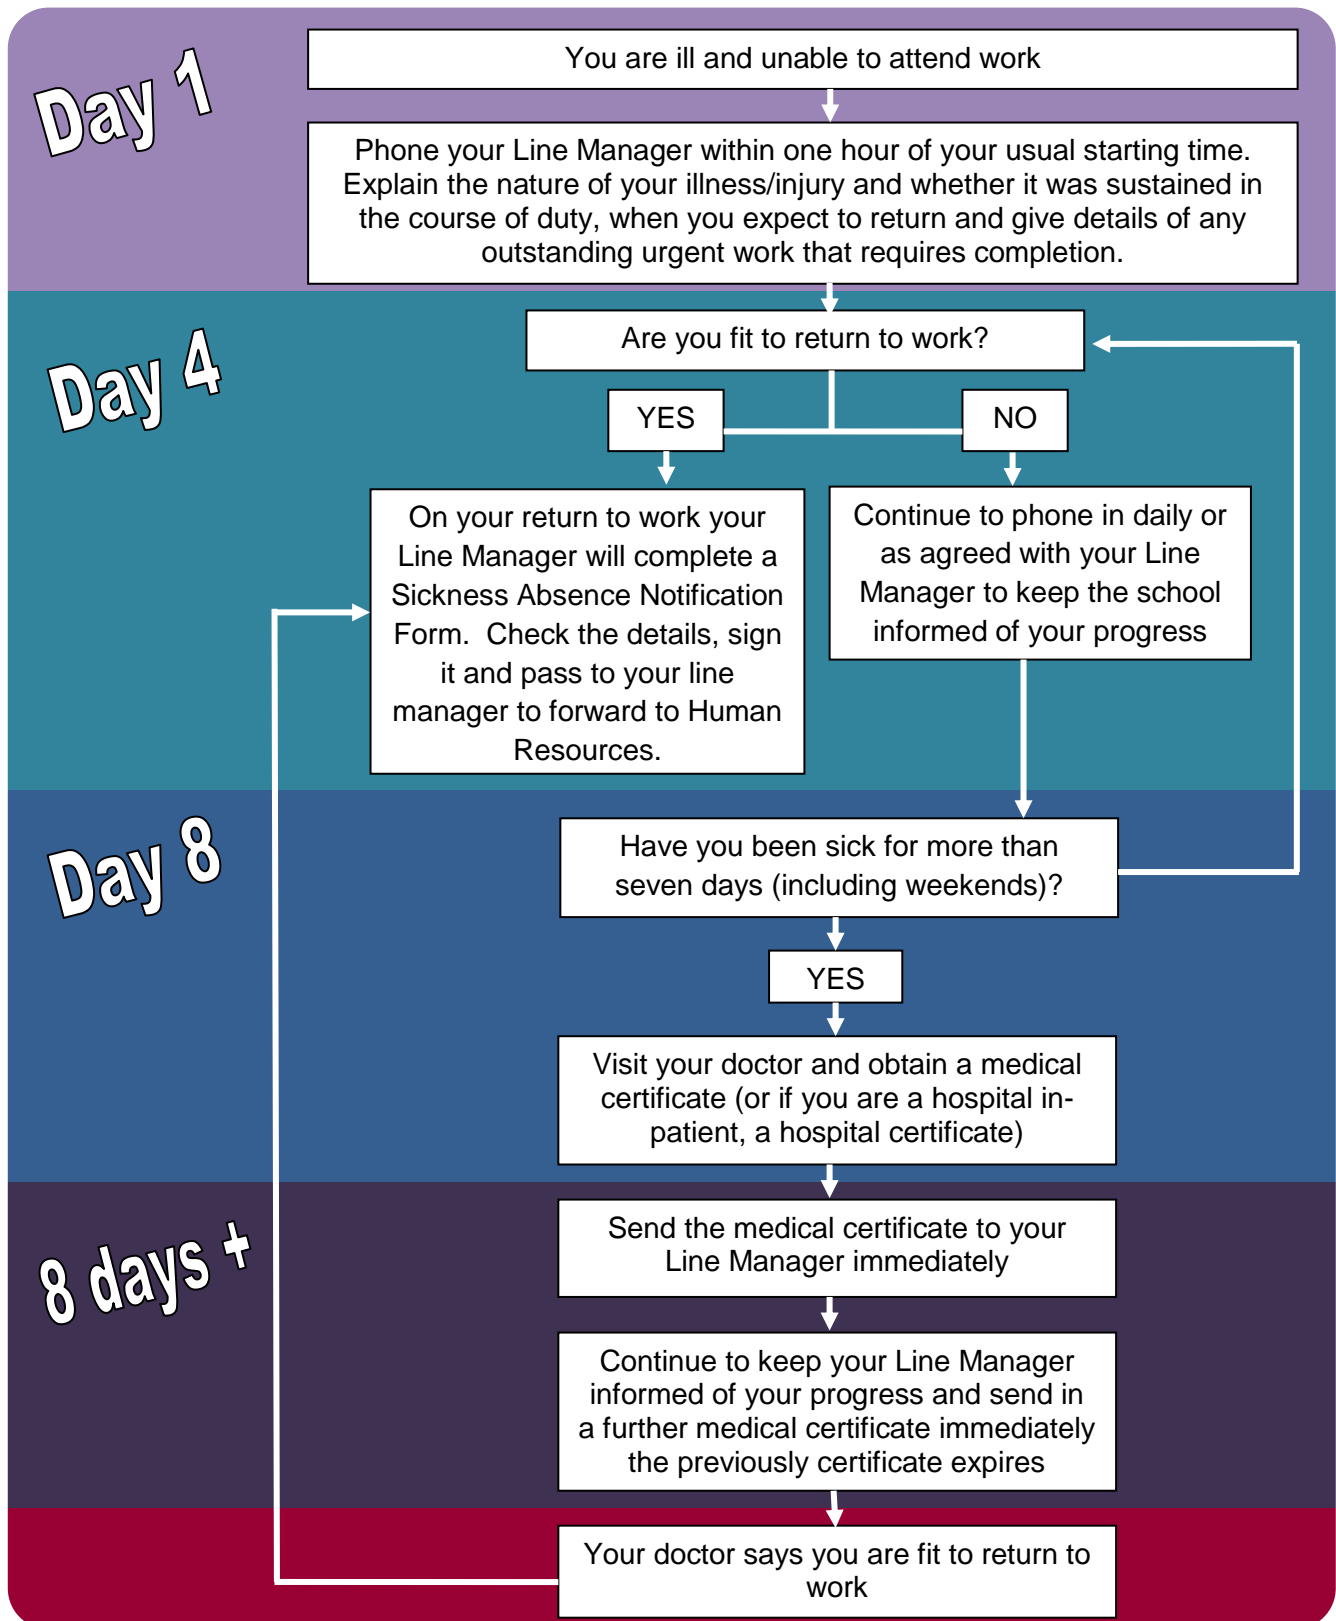 Day 1
You are ill and unable to attend work
Phone your Line Manager within one hour of your usual starting time.
Explain the nature of your illness/injury and whether it was sustained in
the course of duty, when you expect to return and give details of any
outstanding urgent work that requires completion.
Day 4
Are you fit to return to work?
YES
NO
On your return to work your
Line Manager will complete a
Sickness Absence Notification
Form.  Check the details, sign
it and pass to your line
manager to forward to Human
Resources.
Continue to phone in daily or
as agreed with your Line
Manager to keep the school
informed of your progress
Day 8
Have you been sick for more than
seven days (including weekends)?
YES
Visit your doctor and obtain a medical
certificate (or if you are a hospital in-
patient, a hospital certificate)
8 days +
Send the medical certificate to your
Line Manager immediately
Continue to keep your Line Manager
informed of your progress and send in
a further medical certificate immediately
the previously certificate expires
Your doctor says you are fit to return to
work